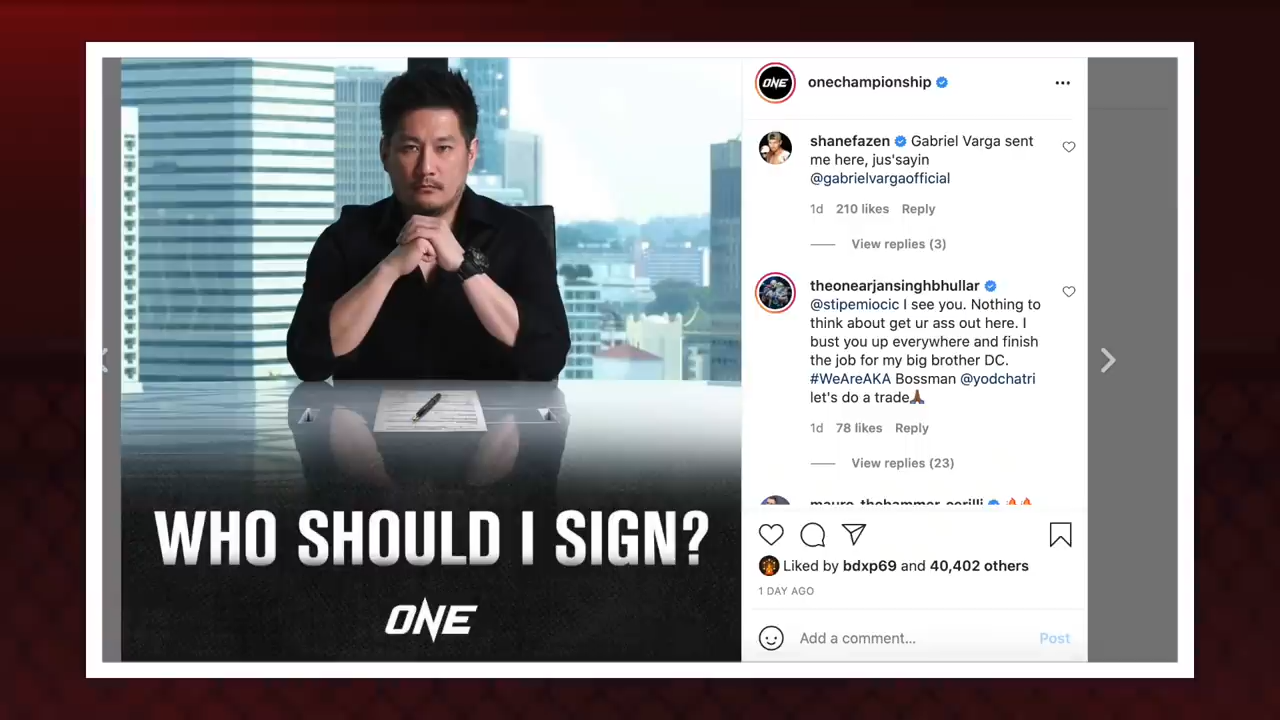 ONE
onechampionship
shanefazen Gabriel Varga sent
me here, jus'sayin
@gabrielvargaofficial
1d 210 likes Reply
View replies (3)
theonearjansinghbhullar
@stipemiocic I see you. Nothing to
think about get ur ass out here. I
bust you up everywhere and finish
the job for my big brother DC.
#WeAreAKA Bossman @yodchatri
let's do a trade🙏🏾
1d 78 likes Reply
View replies (23)
mauro_thehammer_cerilli 🔥🔥
Liked by bdxp69 and 40,402 others
1 DAY AGO
Add a comment... Post
WHO SHOULD I SIGN?
ONE